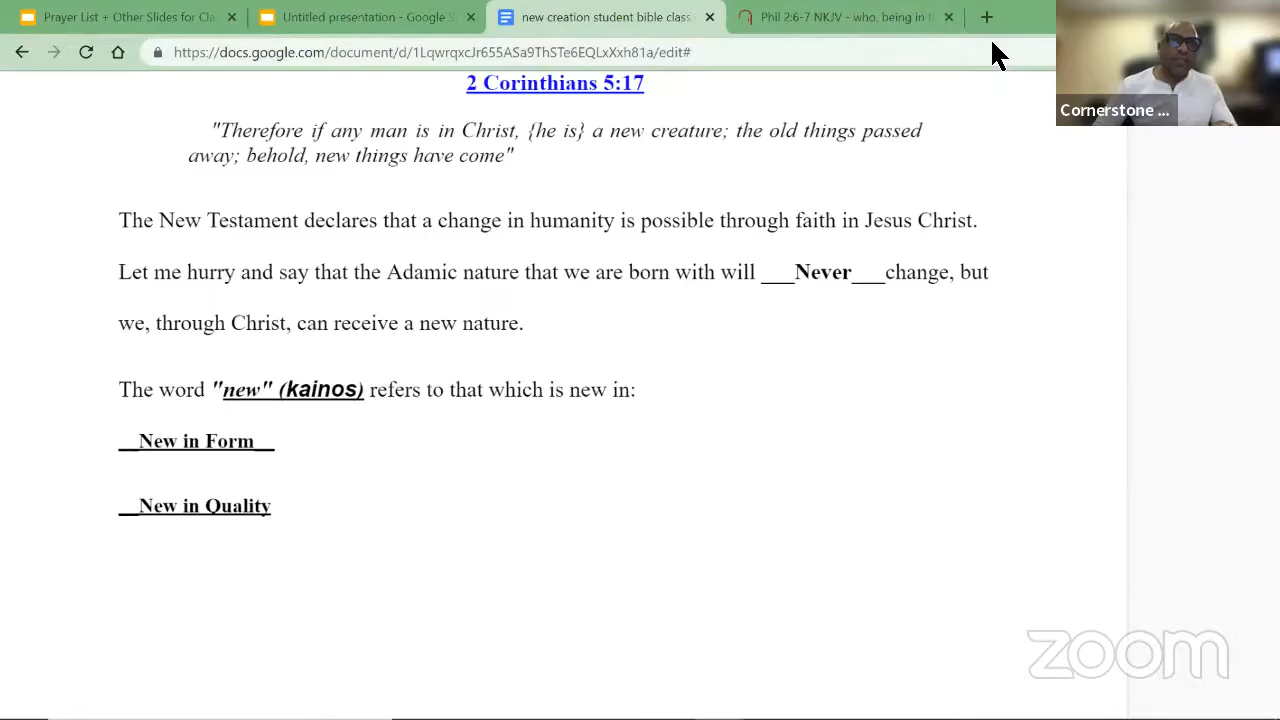 Prayer List + Other Slides for Cla
Untitled presentation - Google S
new creation student bible class
Phil 2:6-7 NKJV - who, being in t
https://docs.google.com/document/d/1LqwrqxcJr655ASa9ThSTe6EQLxXxh81a/edit#
Cornerstone ...
2 Corinthians 5:17
"Therefore if any man is in Christ, {he is} a new creature; the old things passed
away; behold, new things have come"
The New Testament declares that a change in humanity is possible through faith in Jesus Christ.
Let me hurry and say that the Adamic nature that we are born with will ___Never___change, but
we, through Christ, can receive a new nature.
The word "new" (kainos) refers to that which is new in:
__New in Form__
__New in Quality
zoom